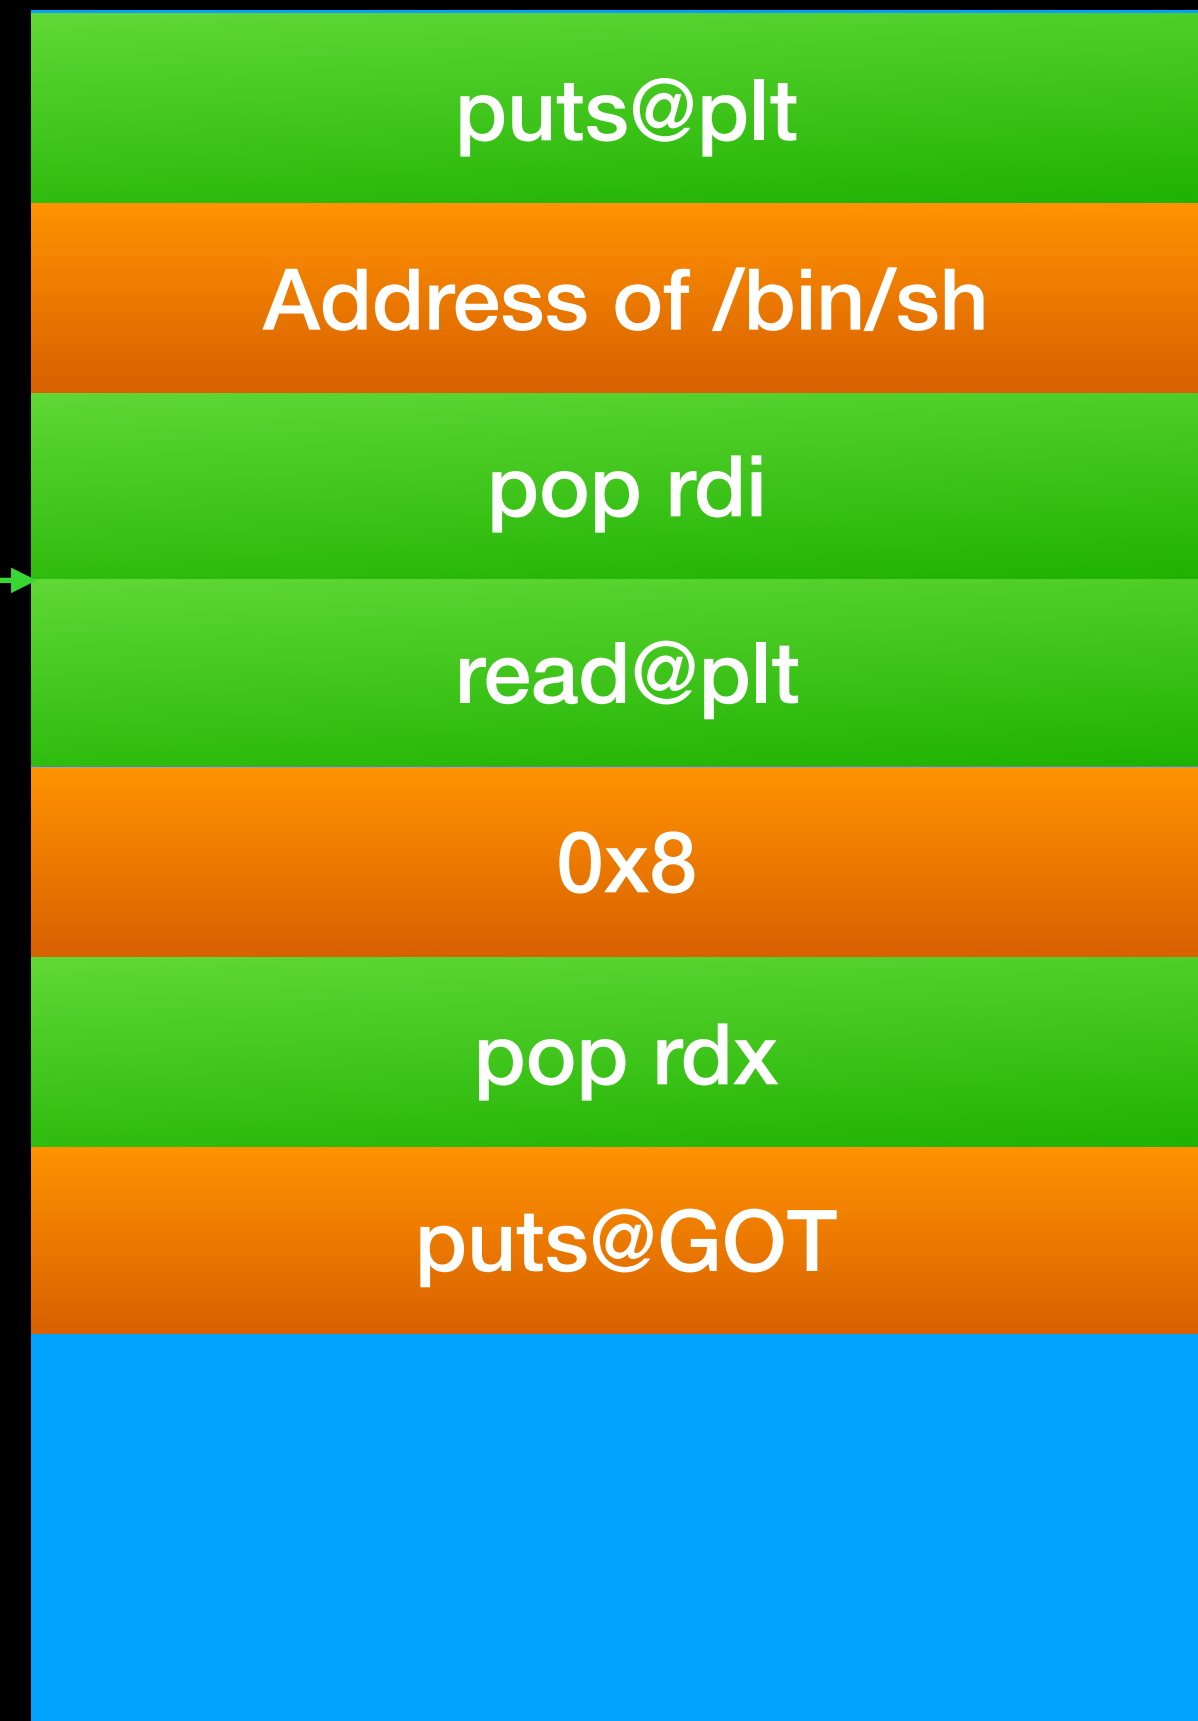 puts@plt
Address of /bin/sh
pop rdi
read@plt
0x8
pop rdx
puts@GOT